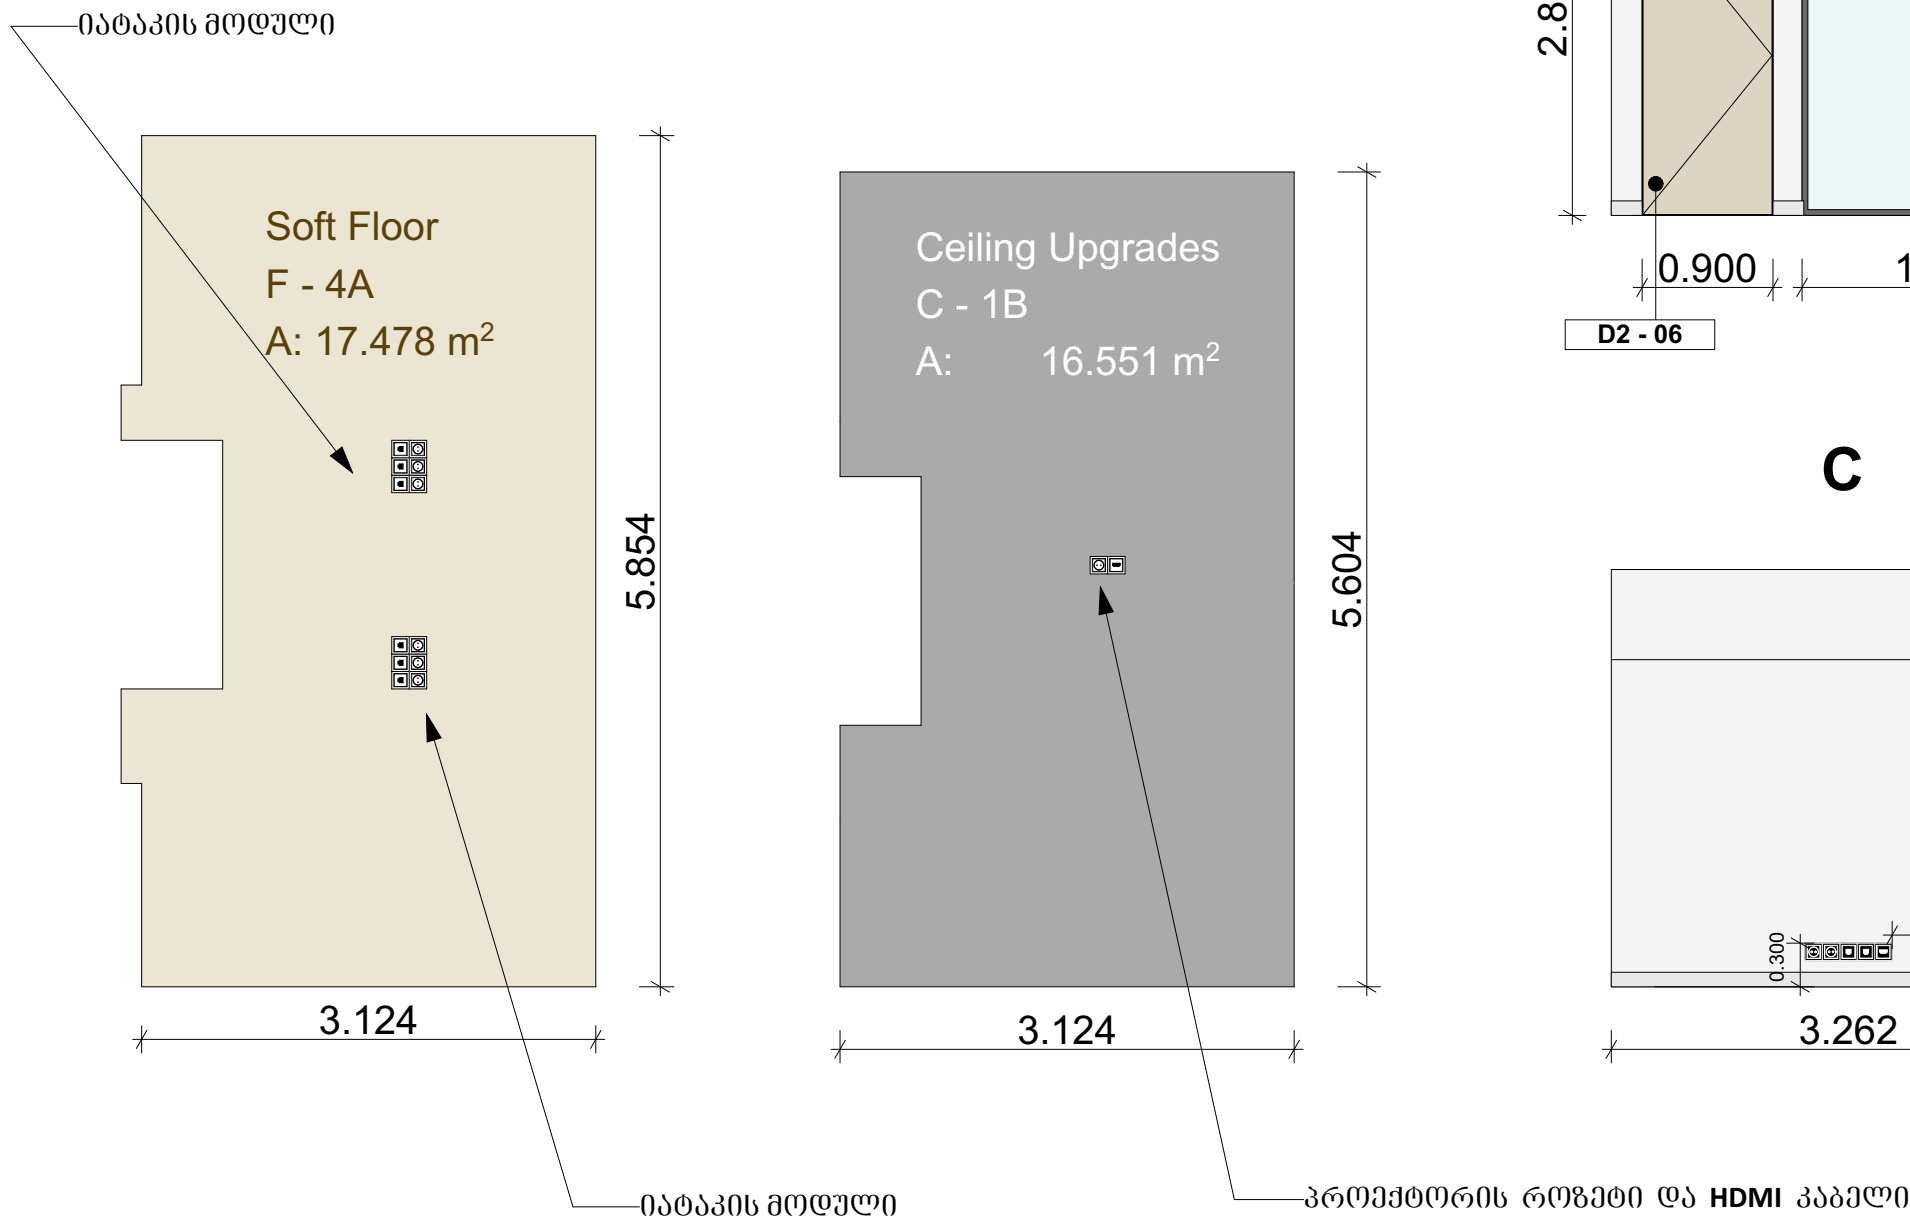 იატაკის მოდული
Soft Floor
F - 4A
A: 17.478 m²
5.854
3.124
იატაკის მოდული
Ceiling Upgrades
C - 1B
A: 16.551 m²
5.604
3.124
პროექტორის როზეტი და HDMI კაბელი
2.8
0.900
1
D2 - 06
C
0.300
3.262